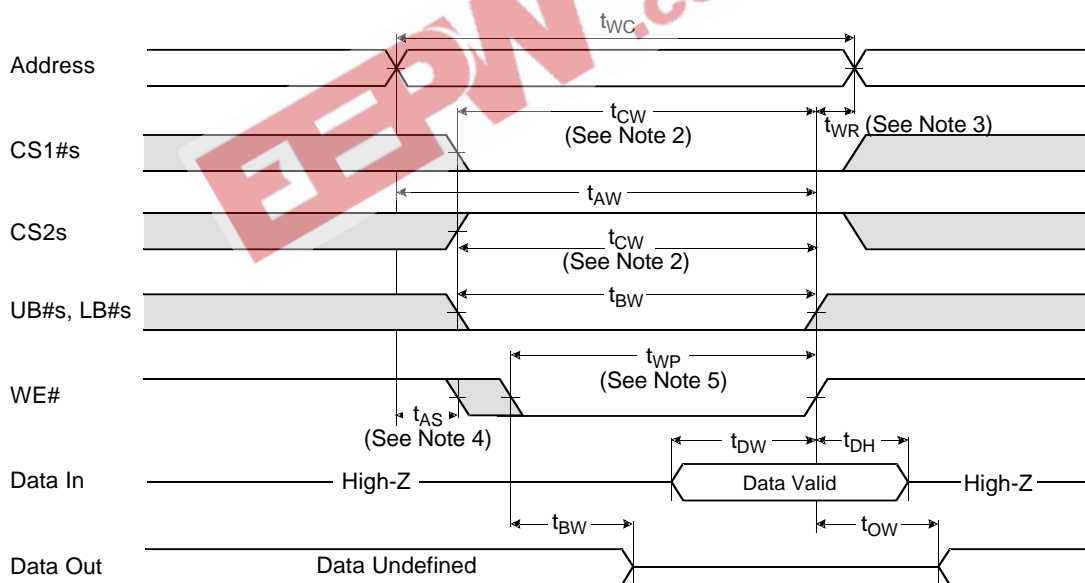 tWC
Address
tCW
(See Note 2)
tWR (See Note 3)
CS1#s
tAW
CS2s
tCW
(See Note 2)
UB#s, LB#s
tBW
WE#
tWP
(See Note 5)
tAS
(See Note 4)
tDW
tDH
Data In
High-Z
Data Valid
High-Z
tBW
tOW
Data Out
Data Undefined
EEPW